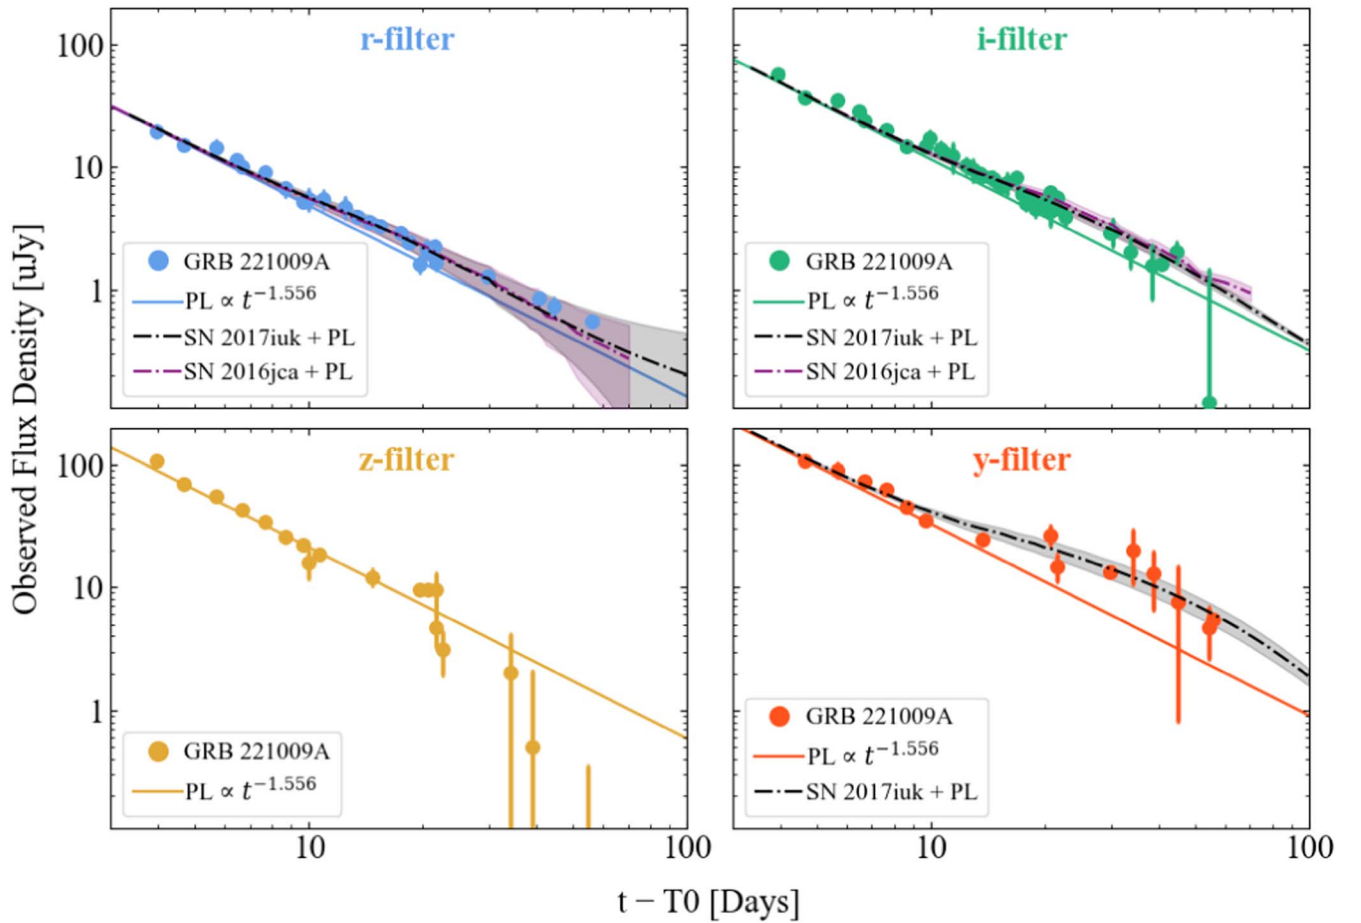 r-filter
i-filter
100
10
1
GRB 221009A
PL ∝ t^−1.556
SN 2017iuk + PL
SN 2016jca + PL
GRB 221009A
PL ∝ t^−1.556
SN 2017iuk + PL
SN 2016jca + PL
Observed Flux Density [uJy]
z-filter
y-filter
100
10
1
GRB 221009A
PL ∝ t^−1.556
GRB 221009A
PL ∝ t^−1.556
SN 2017iuk + PL
10
100
10
100
t − T0 [Days]